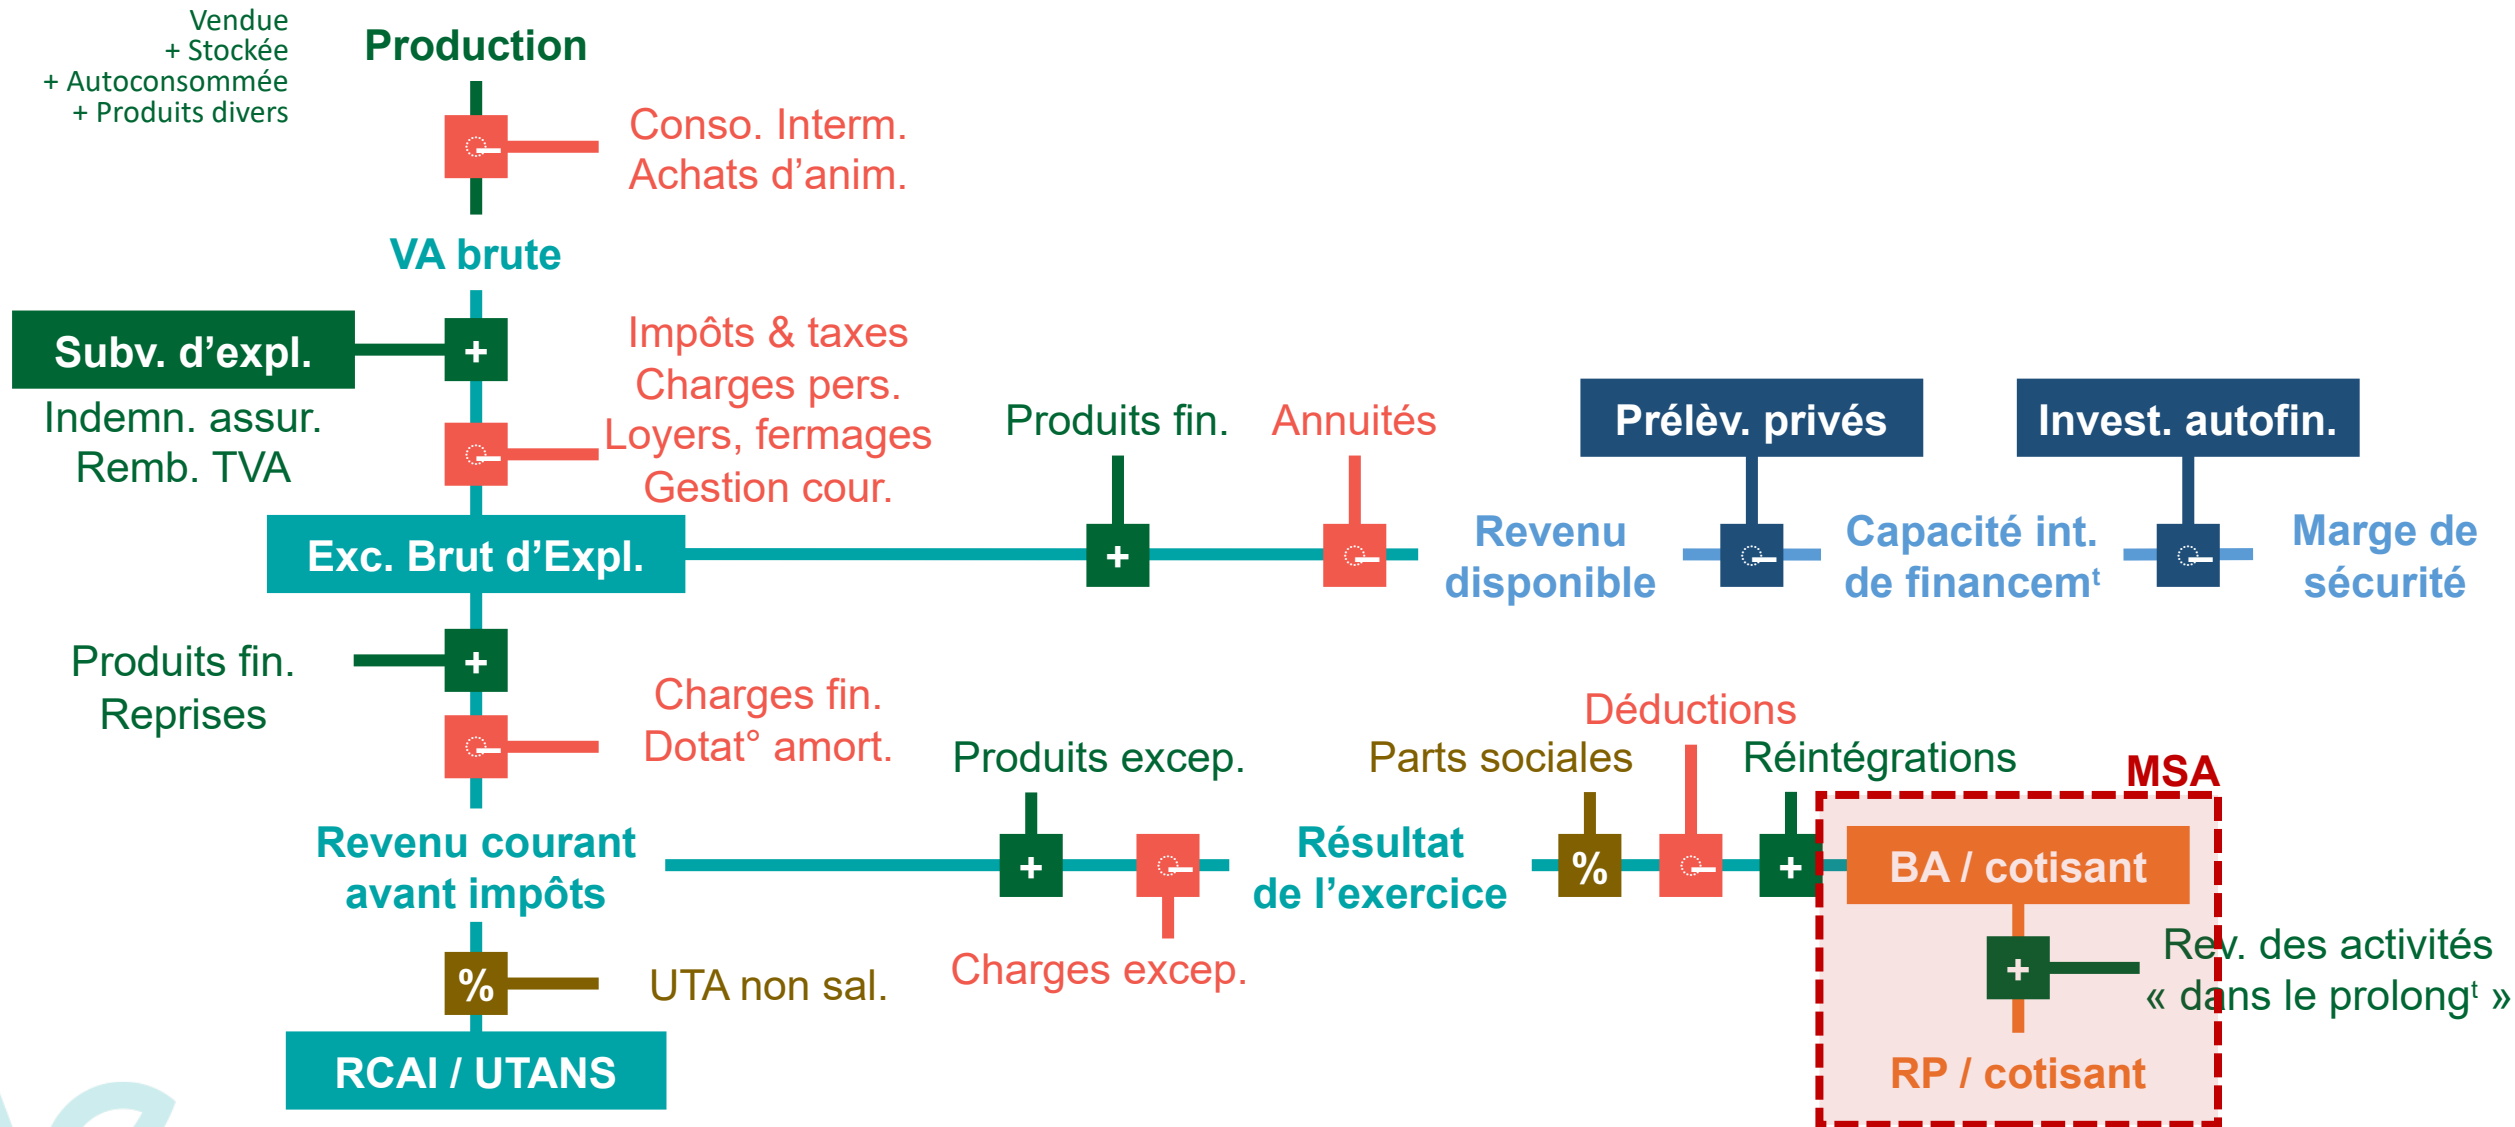 Vendue
+ Stockée
+ Autoconsommée
+ Produits divers
Production
Conso. Interm.
Achats d’anim.
VA brute
Subv. d’expl.
+
Indemn. assur.
Remb. TVA
Impôts & taxes
Charges pers.
Loyers, fermages
Gestion cour.
Exc. Brut d’Expl.
Produits fin.
+
Annuités
Revenu
disponible
Prélèv. privés
Capacité int.
de financemᵗ
Invest. autofin.
Marge de
sécurité
Produits fin.
Reprises
+
Charges fin.
Dotat° amort.
Revenu courant
avant impôts
Produits excep.
+
Charges excep.
Résultat
de l’exercice
Parts sociales
%
Déductions
Réintégrations
+
MSA
BA / cotisant
+
Rev. des activités
« dans le prolongᵗ »
RP / cotisant
%
UTA non sal.
RCAI / UTANS